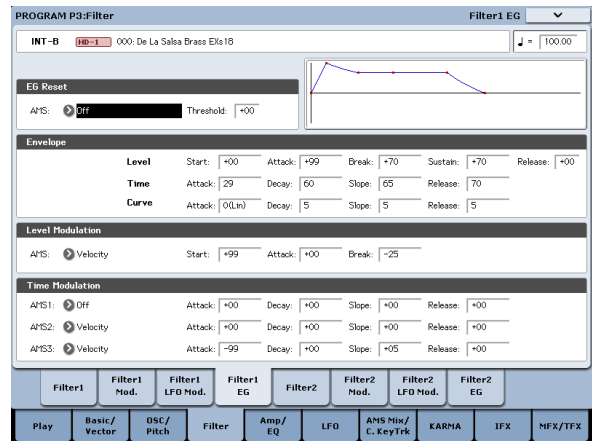 PROGRAM P3:Filter Filter1 EG
INT-B HD-1 000: De La Salsa Brass EXs18 ♩ = 100.00
EG Reset
AMS: Off Threshold: +00
Envelope
Level Start: +00 Attack: +99 Break: +70 Sustain: +70 Release: +00
Time Attack: 29 Decay: 60 Slope: 65 Release: 70
Curve Attack: 0(Lin) Decay: 5 Slope: 5 Release: 5
Level Modulation
AMS: Velocity Start: +99 Attack: +00 Break: -25
Time Modulation
AMS1: Off Attack: +00 Decay: +00 Slope: +00 Release: +00
AMS2: Velocity Attack: +00 Decay: +00 Slope: +00 Release: +00
AMS3: Velocity Attack: -99 Decay: +00 Slope: +05 Release: +00
Filter1 Filter1 Mod. Filter1 LFO Mod. Filter1 EG Filter2 Filter2 Mod. Filter2 LFO Mod. Filter2 EG
Play Basic/Vector OSC/Pitch Filter Amp/EQ LFO AMS Mix/C.KeyTrk KARMA IFX MFX/TFX